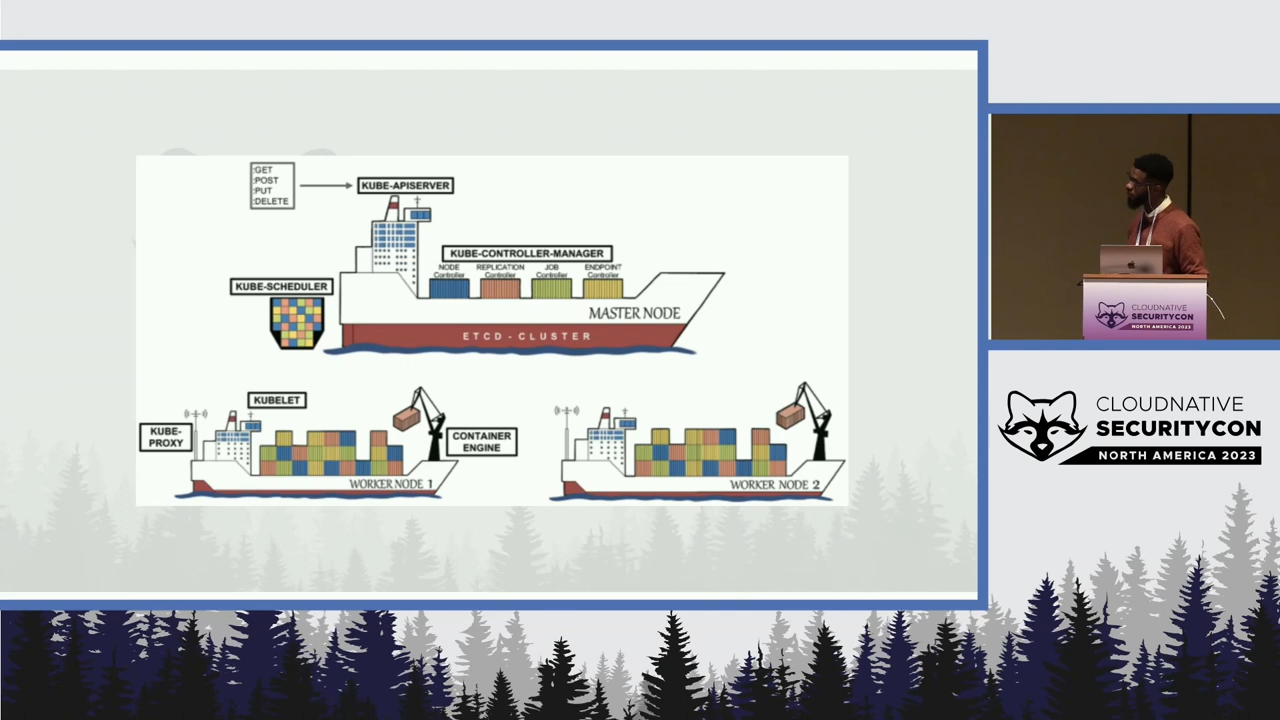 :GET
:POST
:PUT
:DELETE
KUBE-APISERVER
KUBE-CONTROLLER-MANAGER
NODE
Controller
REPLICATION
Controller
JOB
Controller
ENDPOINT
Controller
KUBE-SCHEDULER
MASTER NODE
ETCD-CLUSTER
KUBELET
KUBE-
PROXY
CONTAINER
ENGINE
WORKER NODE 1
WORKER NODE 2
CLOUDNATIVE
SECURITYCON
NORTH AMERICA 2023
CLOUDNATIVE
SECURITYCON
NORTH AMERICA 2023